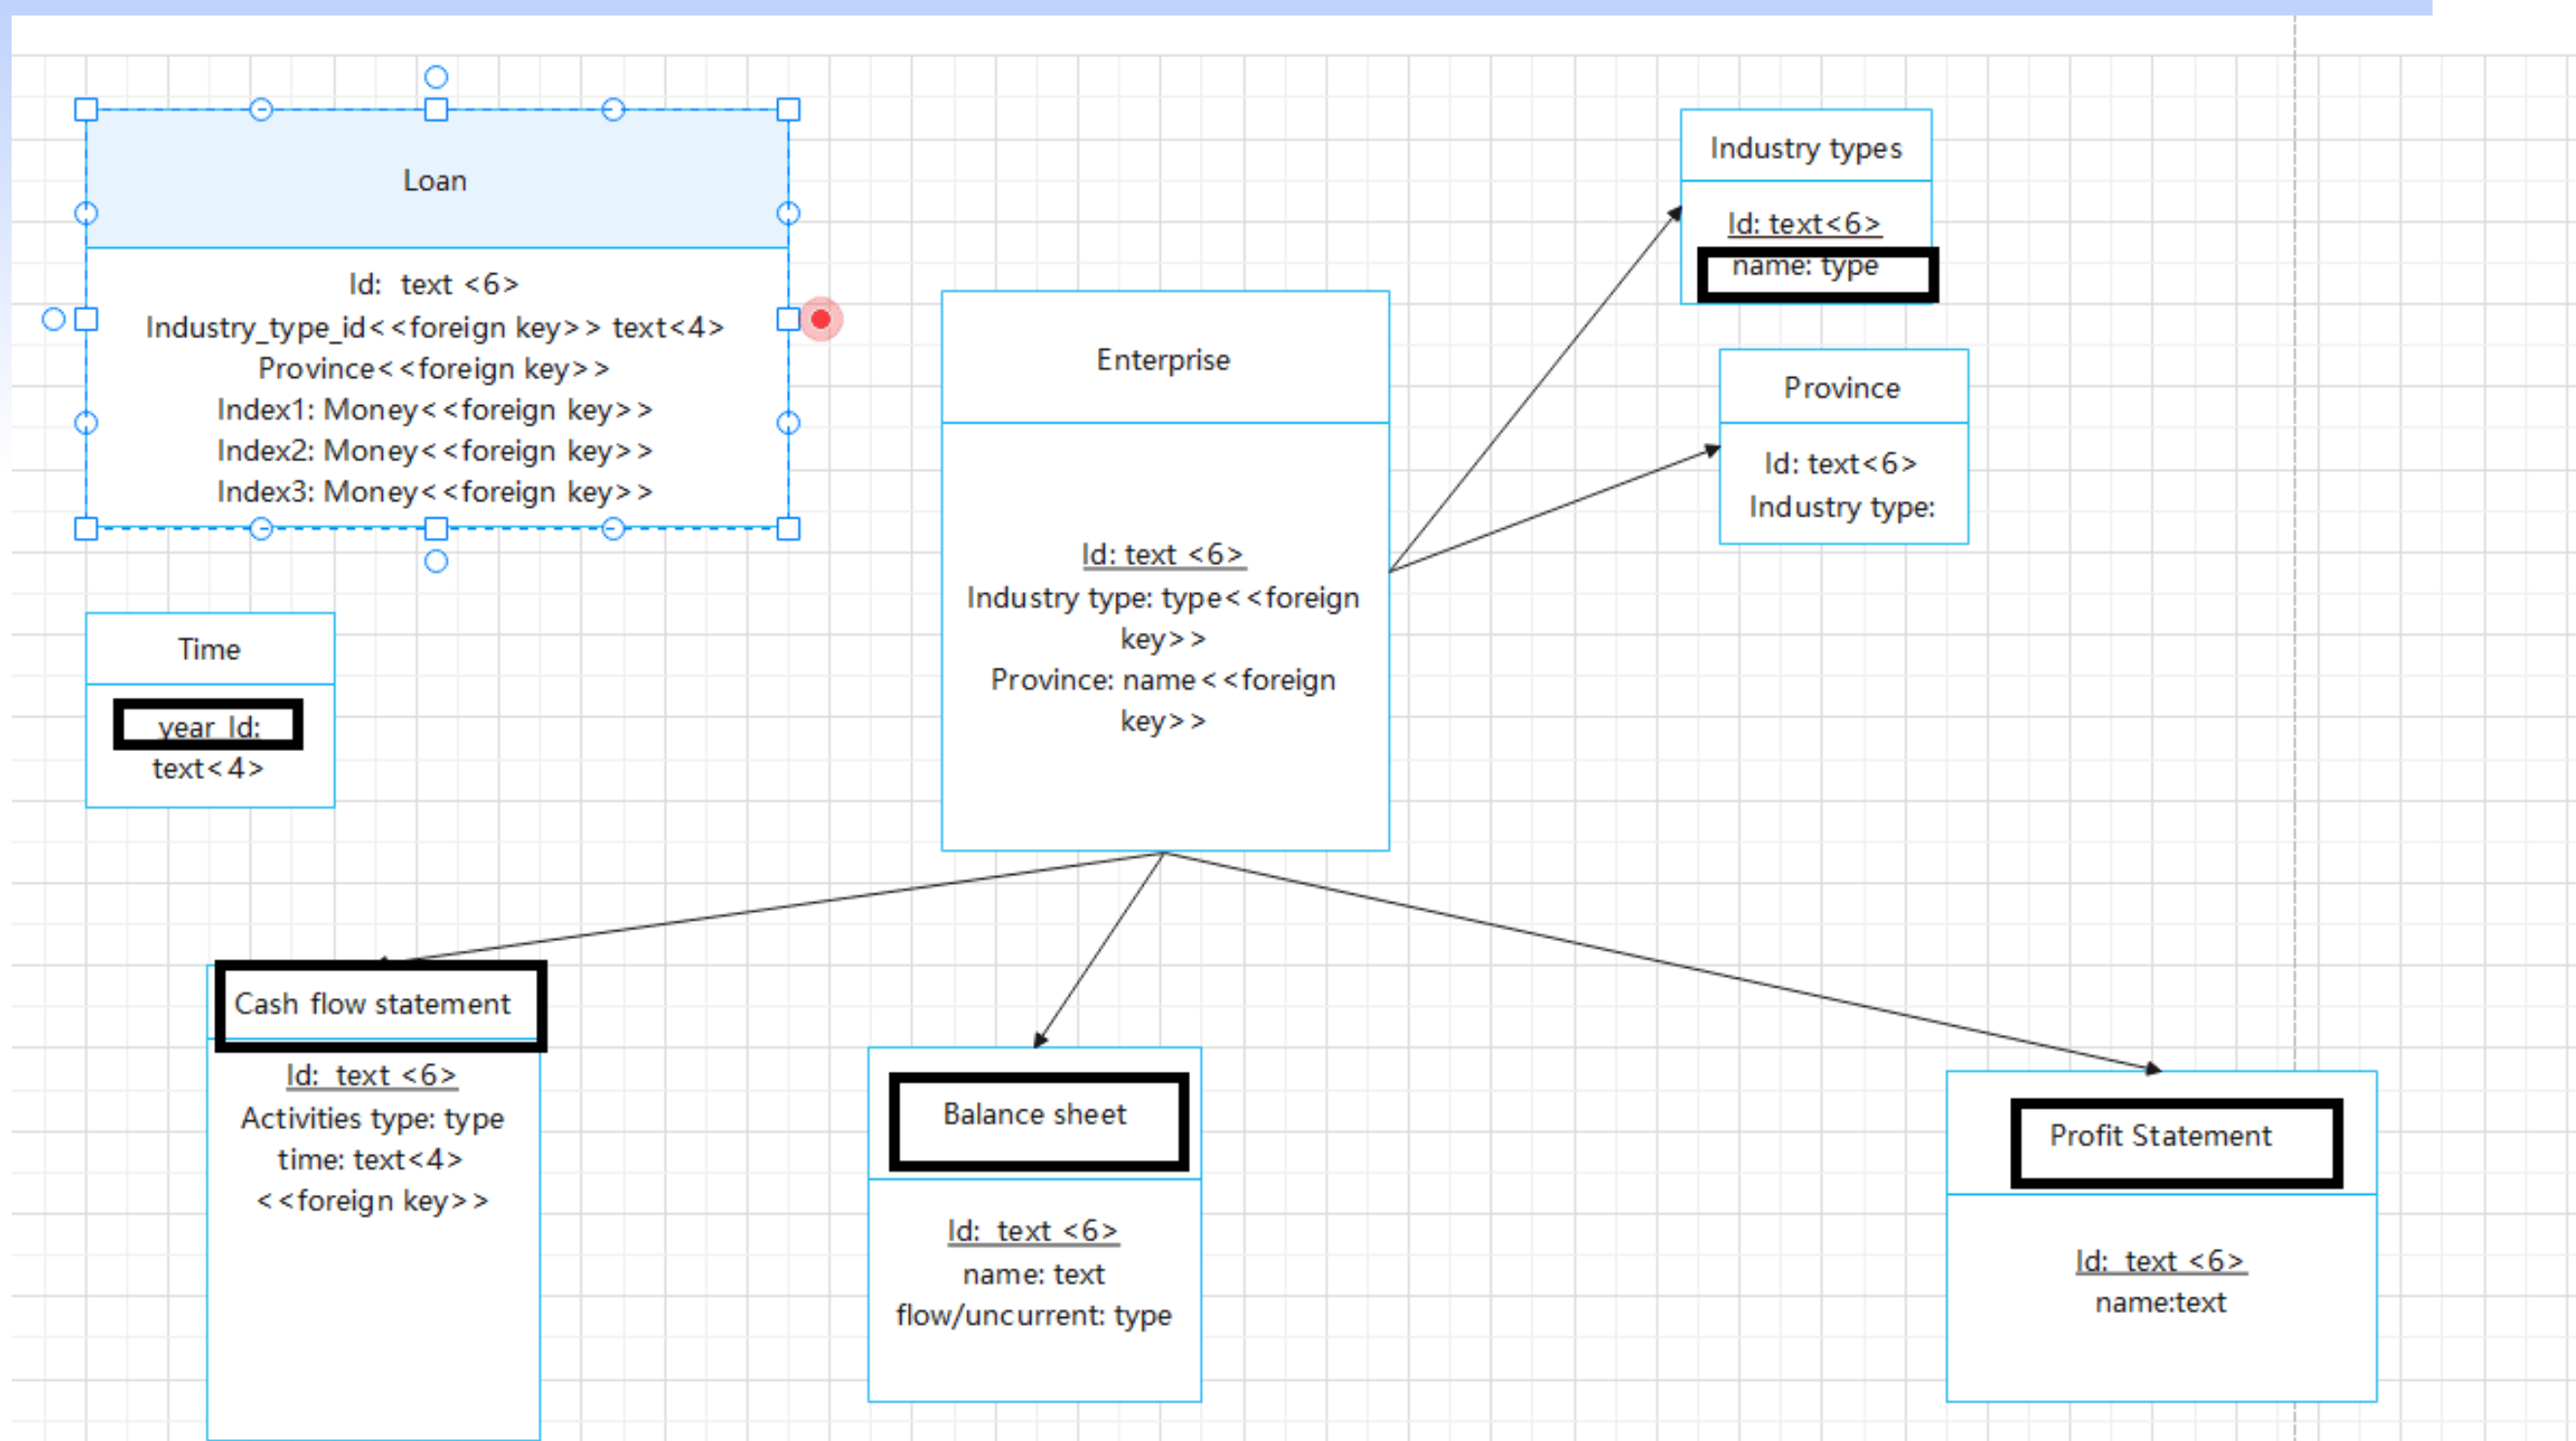 Loan
Id: text <6>
Industry_type_id<<foreign key>> text<4>
Province<<foreign key>>
Index1: Money<<foreign key>>
Index2: Money<<foreign key>>
Index3: Money<<foreign key>>
Industry types
Id: text<6>
name: type
Enterprise
Id: text <6>
Industry type: type<<foreign
key>>
Province: name<<foreign
key>>
Province
Id: text<6>
Industry type:
Time
year_Id:
text<4>
Cash flow statement
Id: text <6>
Activities type: type
time: text<4>
<<foreign key>>
Balance sheet
Id: text <6>
name: text
flow/uncurrent: type
Profit Statement
Id: text <6>
name:text